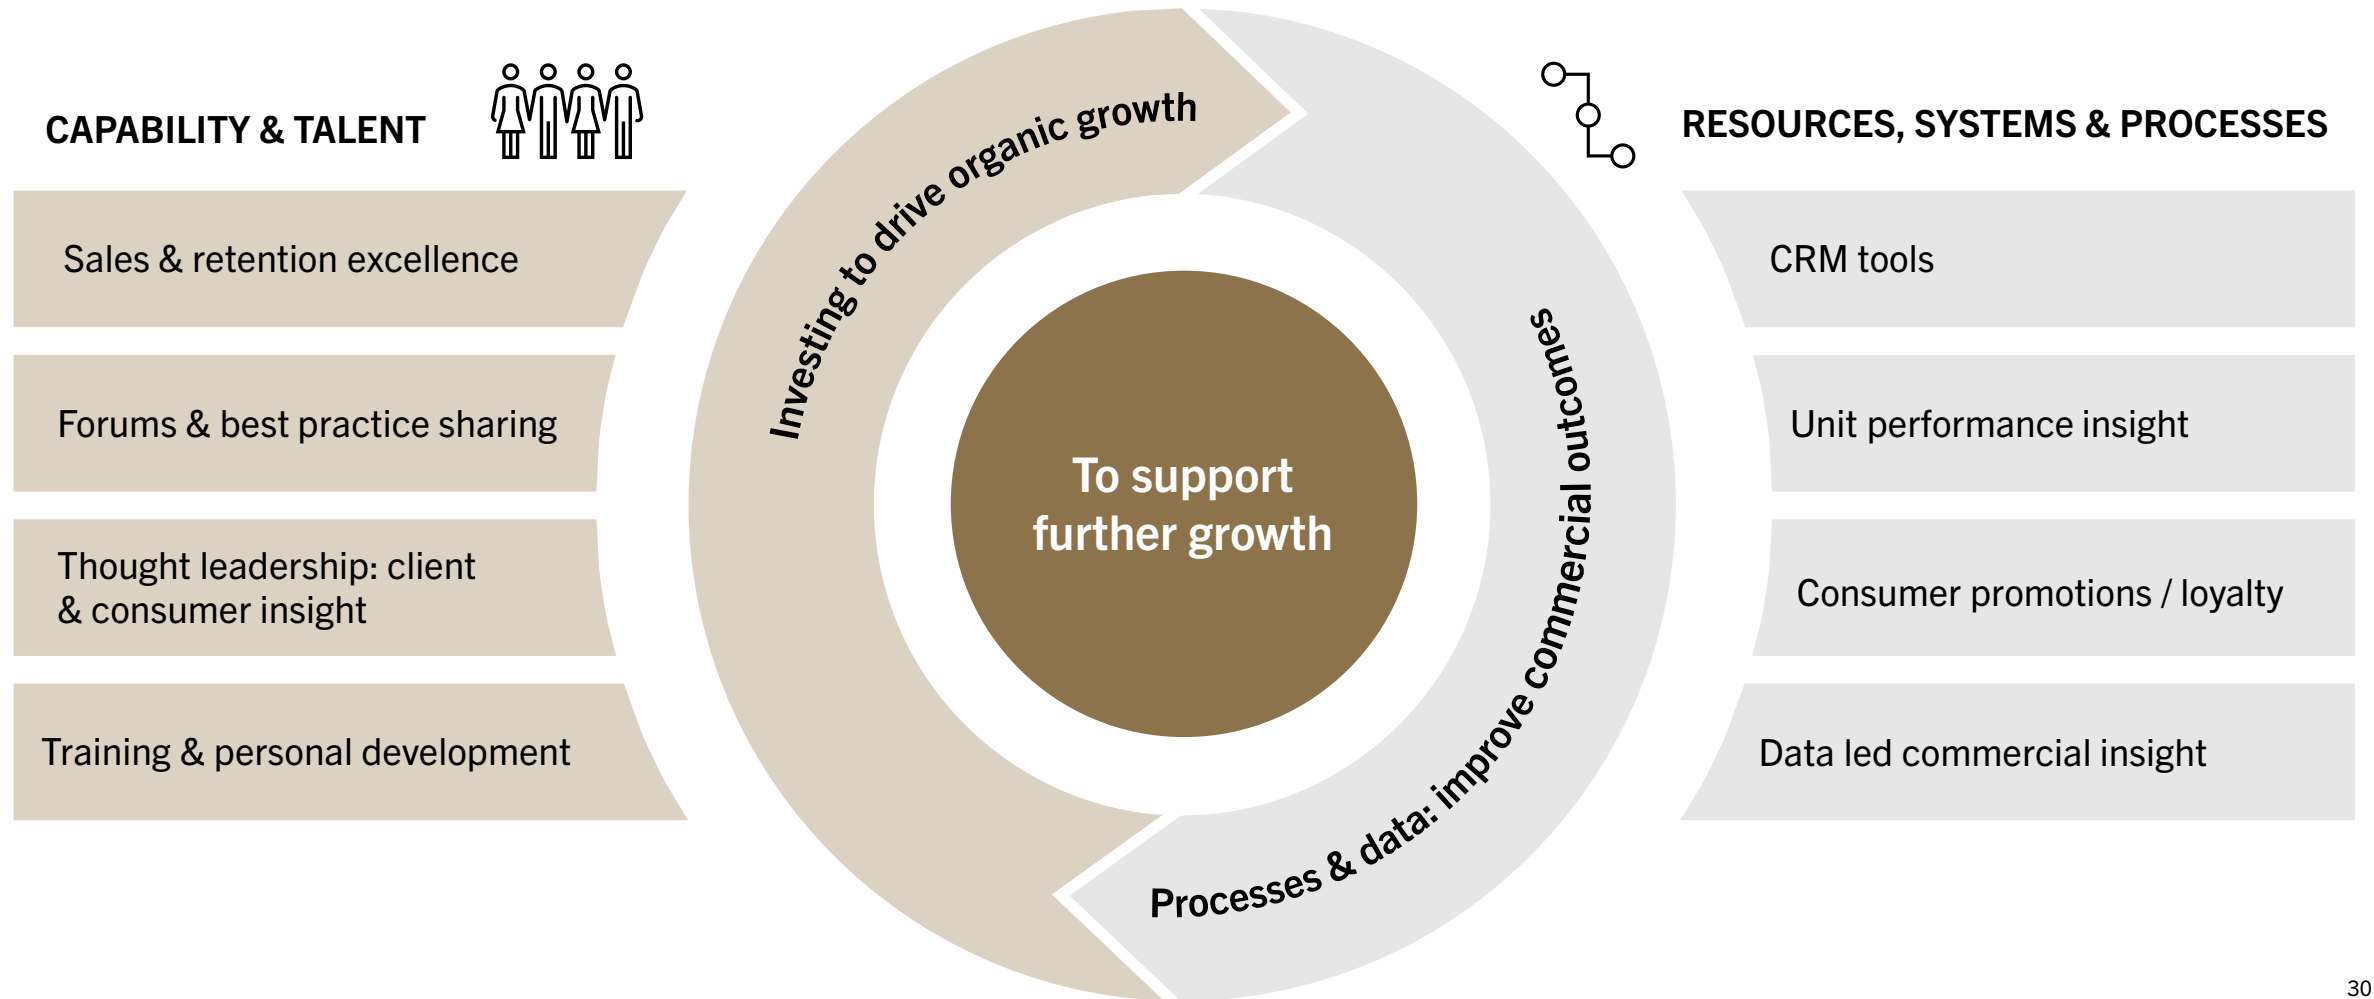 CAPABILITY & TALENT
Sales & retention excellence
Forums & best practice sharing
Thought leadership: client
& consumer insight
Training & personal development
Investing to drive organic growth
To support
further growth
Processes & data: improve commercial outcomes
RESOURCES, SYSTEMS & PROCESSES
CRM tools
Unit performance insight
Consumer promotions / loyalty
Data led commercial insight
30